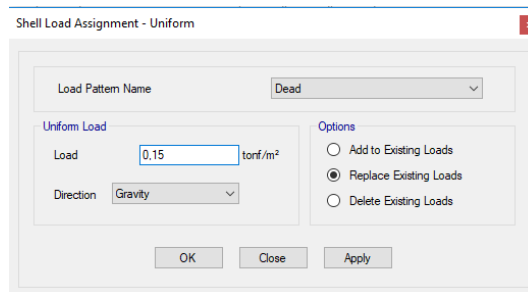 Shell Load Assignment - Uniform
Load Pattern Name Dead
Uniform Load
Load 0,15 tonf/m²
Direction Gravity
Options
Add to Existing Loads
Replace Existing Loads
Delete Existing Loads
OK Close Apply